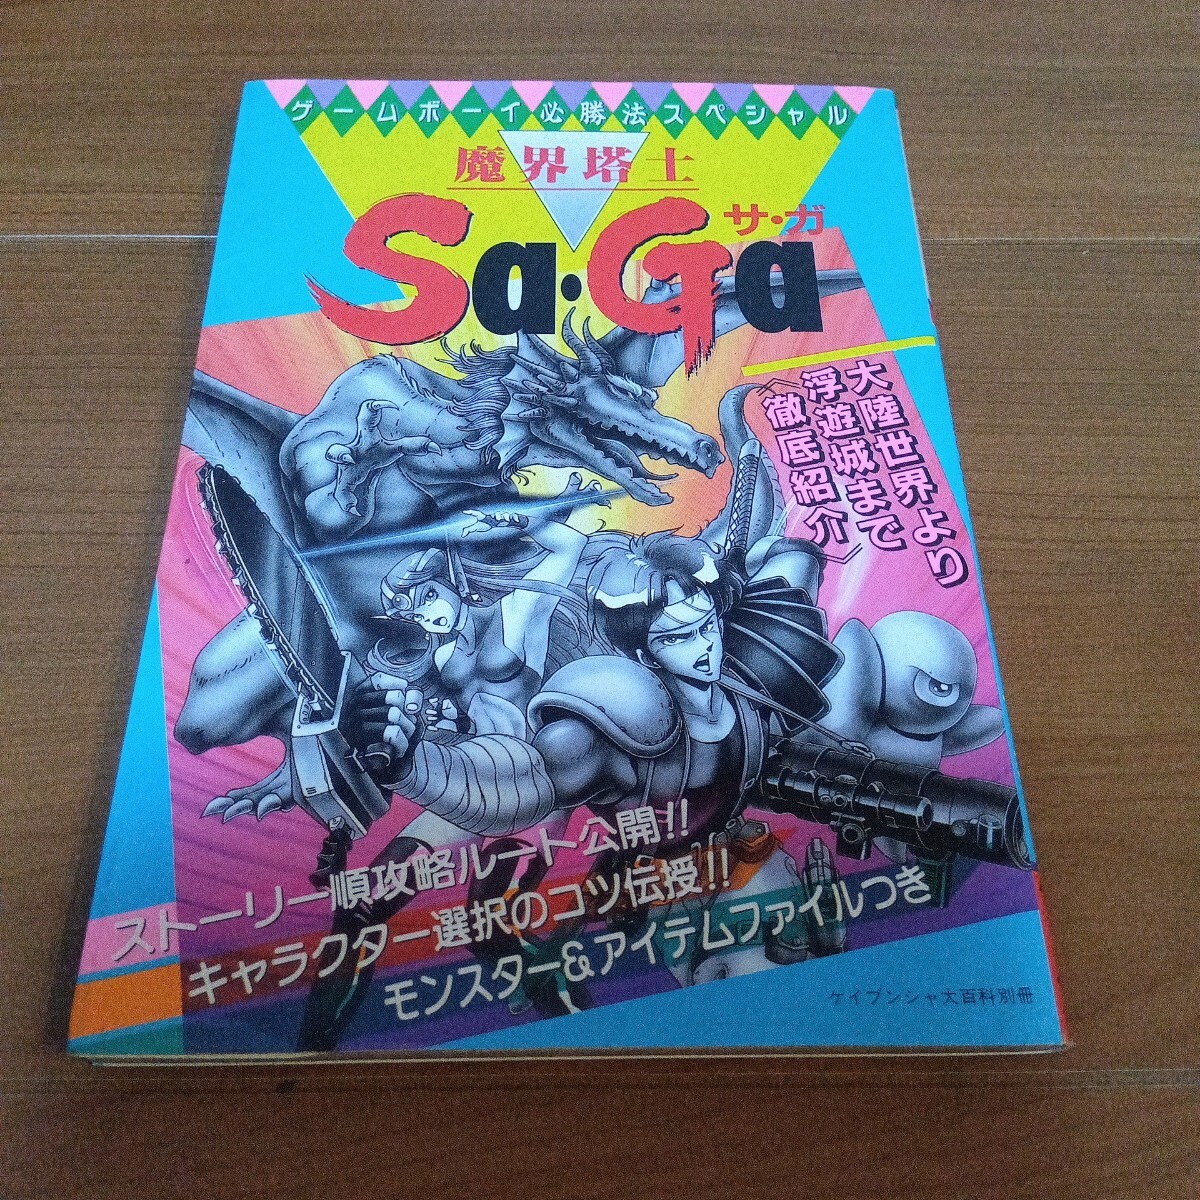 ゲームボーイ必勝法スペシャル
魔界塔士
サ・ガ
Sa・Ga
大陸世界より
浮遊城まで
《徹底紹介》
ストーリー順攻略ルート公開!!
キャラクター選択のコツ伝授!!
モンスター&アイテムファイルつき
ケイブンシャ大百科別冊